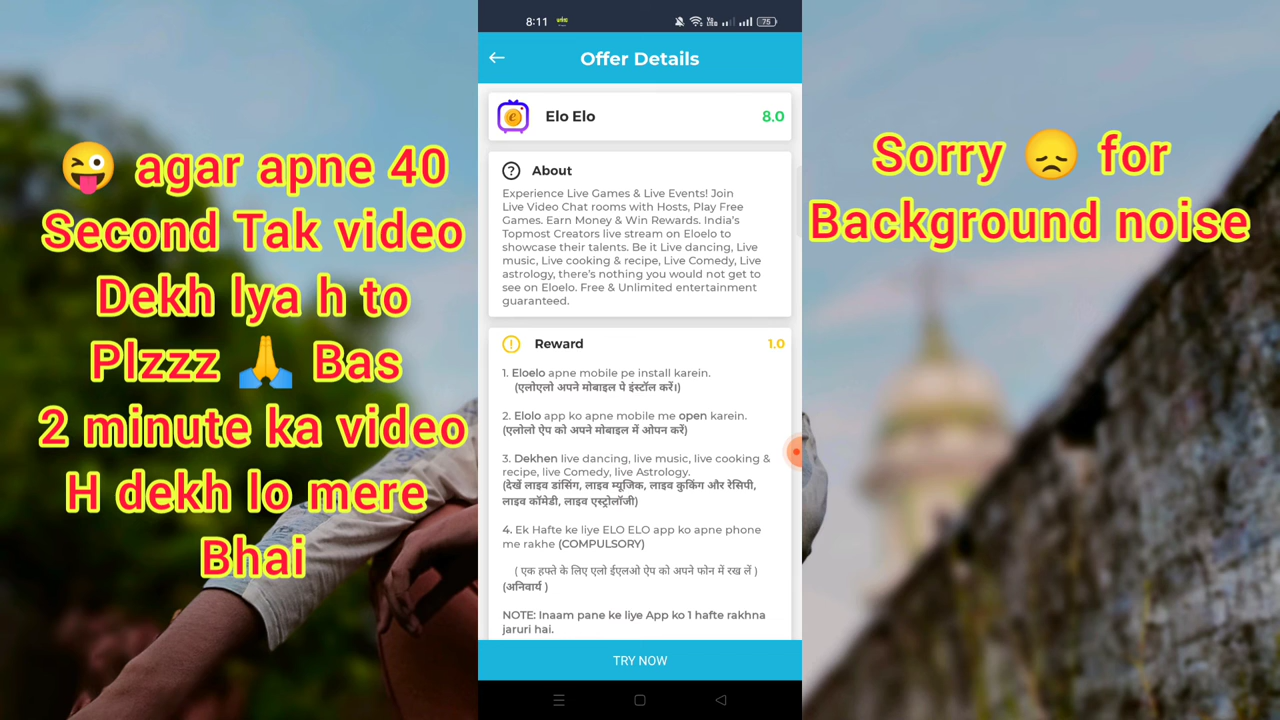 😜 agar apne 40
Second Tak video
Dekh lya h to
Plzzz 🙏 Bas
2 minute ka video
H dekh lo mere
Bhai
8:11
75
Offer Details
Elo Elo
8.0
About
Experience Live Games & Live Events! Join
Live Video Chat rooms with Hosts, Play Free
Games. Earn Money & Win Rewards. India's
Topmost Creators live stream on Eloelo to
showcase their talents. Be it Live dancing, Live
music, Live cooking & recipe, Live Comedy, Live
astrology, there's nothing you would not get to
see on Eloelo. Free & Unlimited entertainment
guaranteed.
Reward
1.0
1. Eloelo apne mobile pe install karein.
(एलोएलो अपने मोबाइल पे इंस्टॉल करें।)
2. Elolo app ko apne mobile me open karein.
(एलोलो ऐप को अपने मोबाइल में ओपन करें)
3. Dekhen live dancing, live music, live cooking &
recipe, live Comedy, live Astrology.
(देखें लाइव डांसिंग, लाइव म्यूजिक, लाइव कुकिंग और रेसिपी,
लाइव कॉमेडी, लाइव एस्ट्रोलॉजी)
4. Ek Hafte ke liye ELO ELO app ko apne phone
me rakhe (COMPULSORY)
( एक हफ्ते के लिए एलो ईएलओ ऐप को अपने फोन में रख लें )
(अनिवार्य )
NOTE: Inaam pane ke liye App ko 1 hafte rakhna
jaruri hai.
TRY NOW
Sorry 😞 for
Background noise